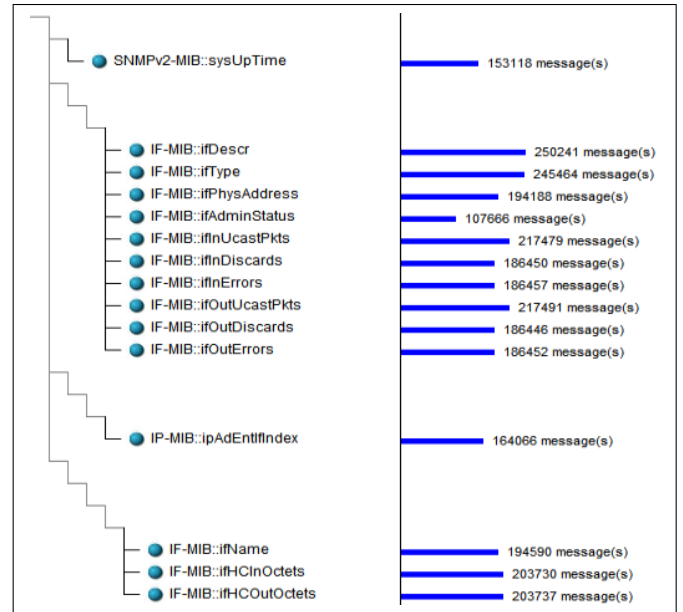 SNMPv2-MIB::sysUpTime 153118 message(s)
IF-MIB::ifDescr 250241 message(s)
IF-MIB::ifType 245464 message(s)
IF-MIB::ifPhysAddress 194188 message(s)
IF-MIB::ifAdminStatus 107666 message(s)
IF-MIB::ifInUcastPkts 217479 message(s)
IF-MIB::ifInDiscards 186450 message(s)
IF-MIB::ifInErrors 186457 message(s)
IF-MIB::ifOutUcastPkts 217491 message(s)
IF-MIB::ifOutDiscards 186446 message(s)
IF-MIB::ifOutErrors 186452 message(s)
IP-MIB::ipAdEntIfIndex 164066 message(s)
IF-MIB::ifName 194590 message(s)
IF-MIB::ifHCInOctets 203730 message(s)
IF-MIB::ifHCOutOctets 203737 message(s)